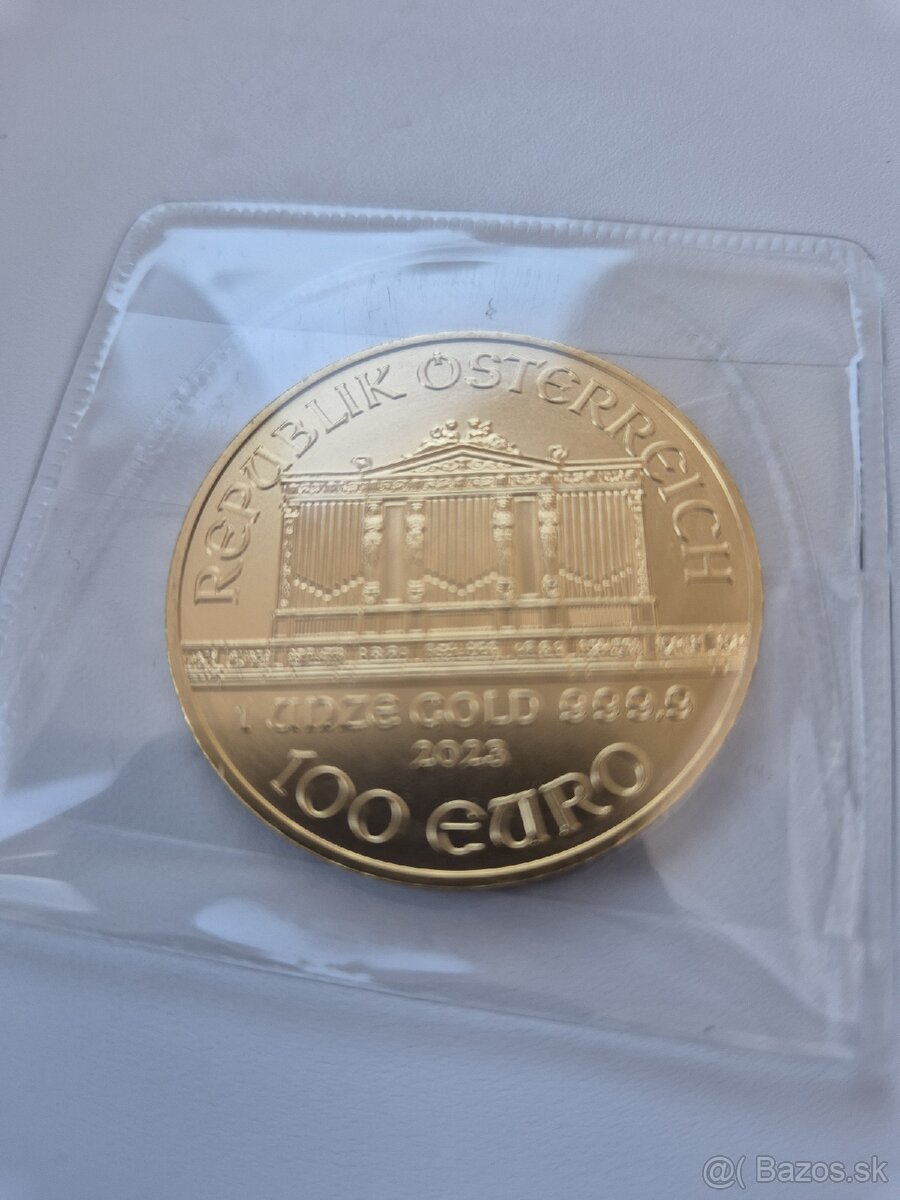 REPUBLIK ÖSTERREICH
1 UNZE GOLD 999.9
2023
100 EURO
@( Bazos.sk